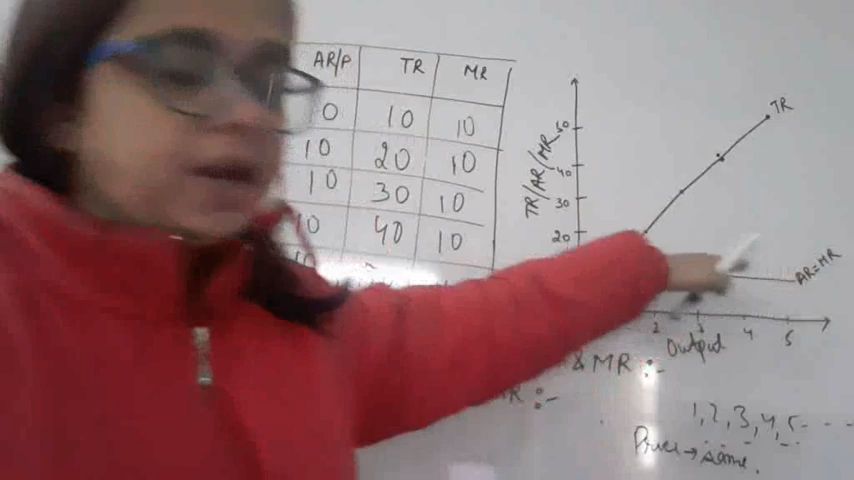 AR/P TR MR
0 10 10
10 20 10
10 30 10
10 40 10
10
TR/AR/MR
50
40
30
20
TR
AR=MR
2 3 4 5
Output
& MR :-
AR :-
1,2,3,4,5- - - -
Price → same.